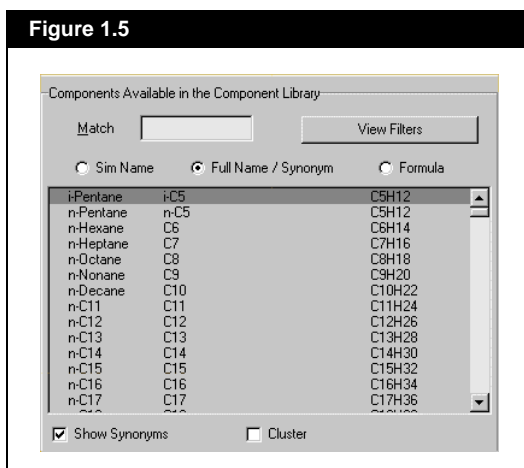 Figure 1.5
Components Available in the Component Library
Match View Filters
Sim Name Full Name / Synonym Formula
i-Pentane i-C5 C5H12
n-Pentane n-C5 C5H12
n-Hexane C6 C6H14
n-Heptane C7 C7H16
n-Octane C8 C8H18
n-Nonane C9 C9H20
n-Decane C10 C10H22
n-C11 C11 C11H24
n-C12 C12 C12H26
n-C13 C13 C13H28
n-C14 C14 C14H30
n-C15 C15 C15H32
n-C16 C16 C16H34
n-C17 C17 C17H36
Show Synonyms Cluster